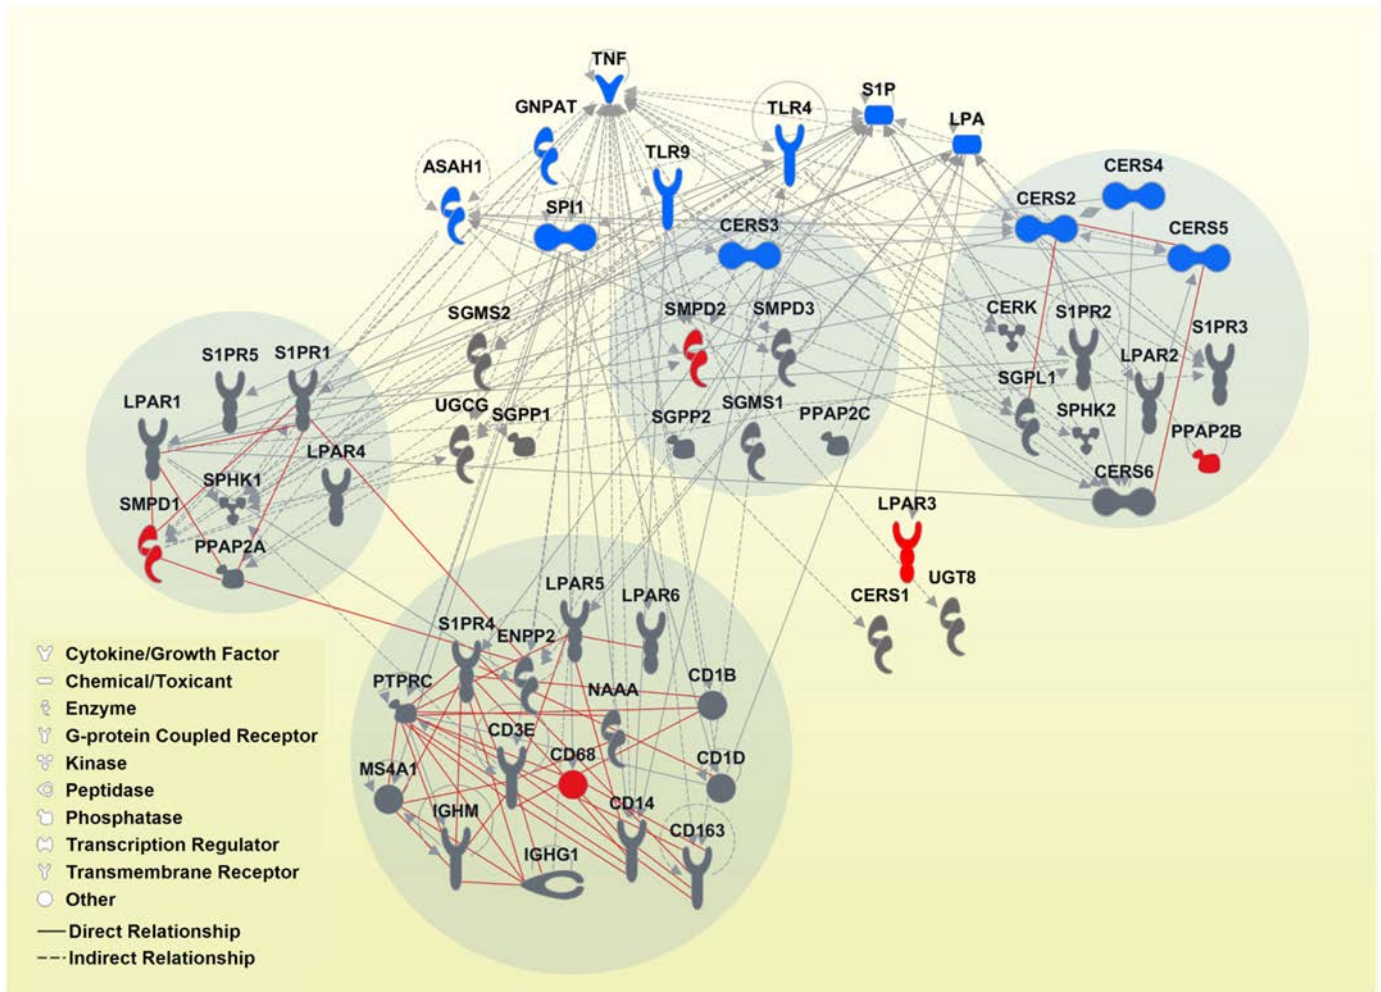 TNF
GNPAT
TLR4
S1P
LPA
ASAH1
TLR9
CERS4
SPI1
CERS3
CERS2
CERS5
SGMS2
SMPD2
SMPD3
CERK
S1PR2
S1PR3
S1PR5
S1PR1
LPAR2
LPAR1
UGCG
SGPP1
SGPP2
SGMS1
PPAP2C
SGPL1
SPHK2
PPAP2B
LPAR4
SPHK1
CERS6
SMPD1
PPAP2A
LPAR3
CERS1
UGT8
LPAR5
LPAR6
S1PR4
ENPP2
PTPRC
NAAA
CD1B
CD3E
CD68
CD1D
MS4A1
IGHM
CD14
CD163
IGHG1
Cytokine/Growth Factor
Chemical/Toxicant
Enzyme
G-protein Coupled Receptor
Kinase
Peptidase
Phosphatase
Transcription Regulator
Transmembrane Receptor
Other
Direct Relationship
Indirect Relationship